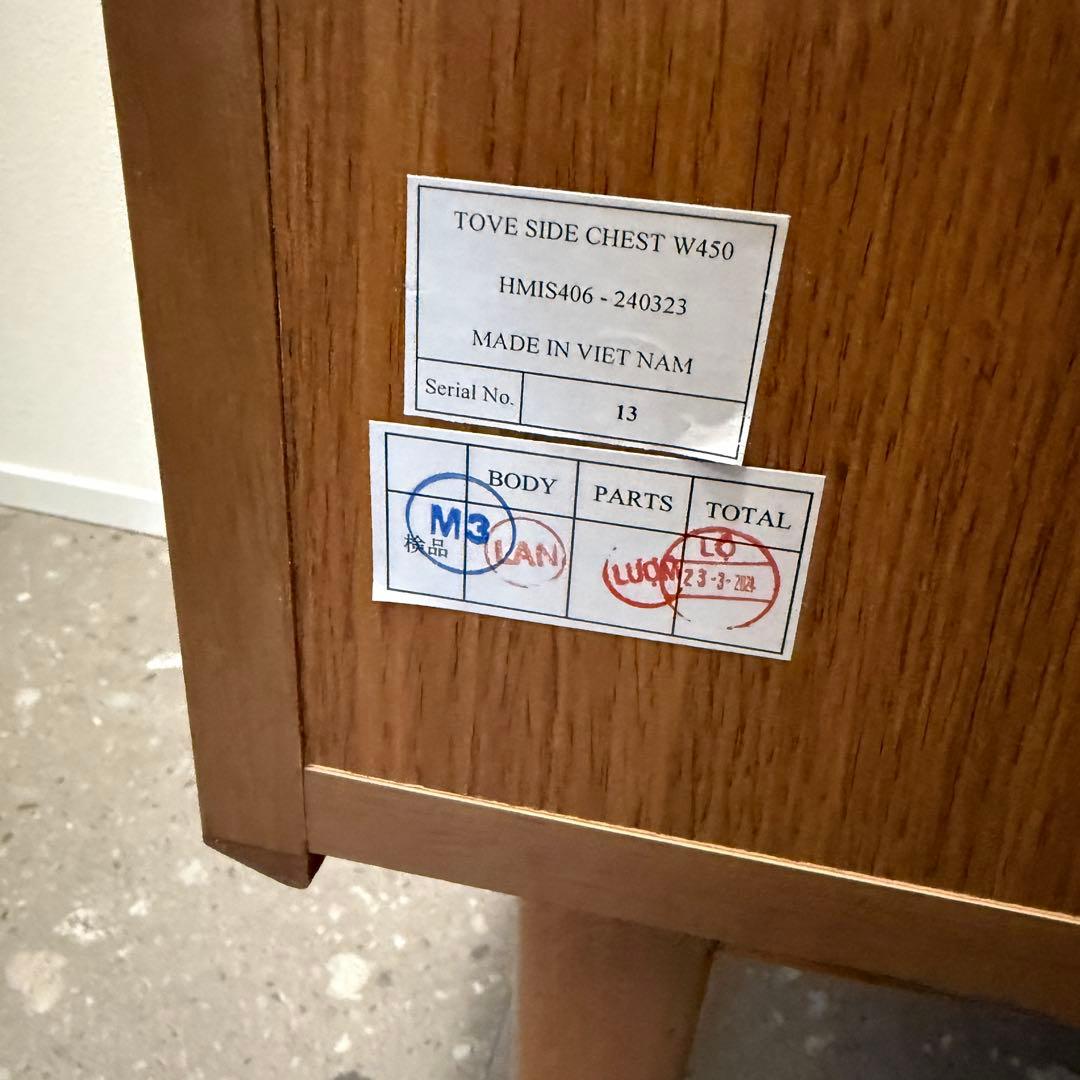 TOVE SIDE CHEST W450
HMIS406 - 240323
MADE IN VIET NAM
Serial No. 13
BODY PARTS TOTAL
M3
検品
LAN
LƯỢM
LỘ
23-3-2024